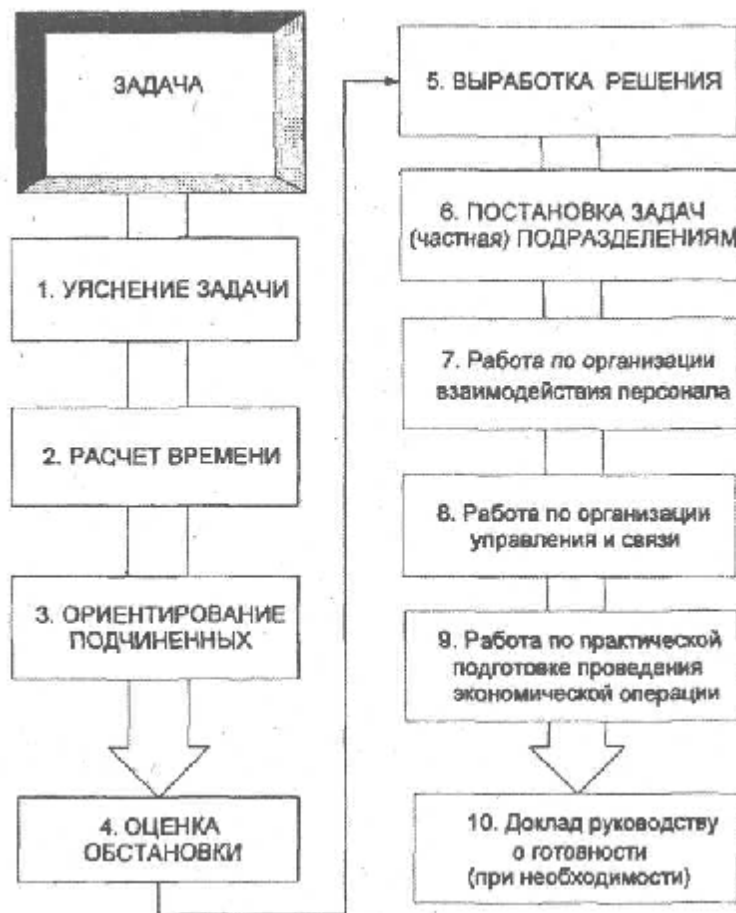 ЗАДАЧА
1. УЯСНЕНИЕ ЗАДАЧИ
2. РАСЧЕТ ВРЕМЕНИ
3. ОРИЕНТИРОВАНИЕ
ПОДЧИНЕННЫХ
4. ОЦЕНКА
ОБСТАНОВКИ
5. ВЫРАБОТКА РЕШЕНИЯ
6. ПОСТАНОВКА ЗАДАЧ
(частная) ПОДРАЗДЕЛЕНИЯМ
7. Работа по организации
взаимодействия персонала
8. Работа по организации
управления и связи
9. Работа по практической
подготовке проведения
экономической операции
10. Доклад руководству
о готовности
(при необходимости)